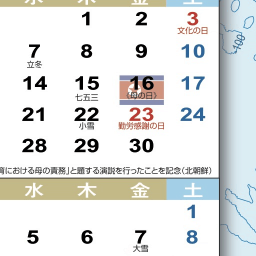 水 木 金 土
1 2 3
文化の日
7 8 9 10
立冬
14 15 16 17
七五三 (母の日)
21 22 23 24
小雪 勤労感謝の日
28 29 30
育における母の責務」と題する演説を行ったことを記念(北朝鮮)
水 木 金 土
1
5 6 7 8
大雪
-100